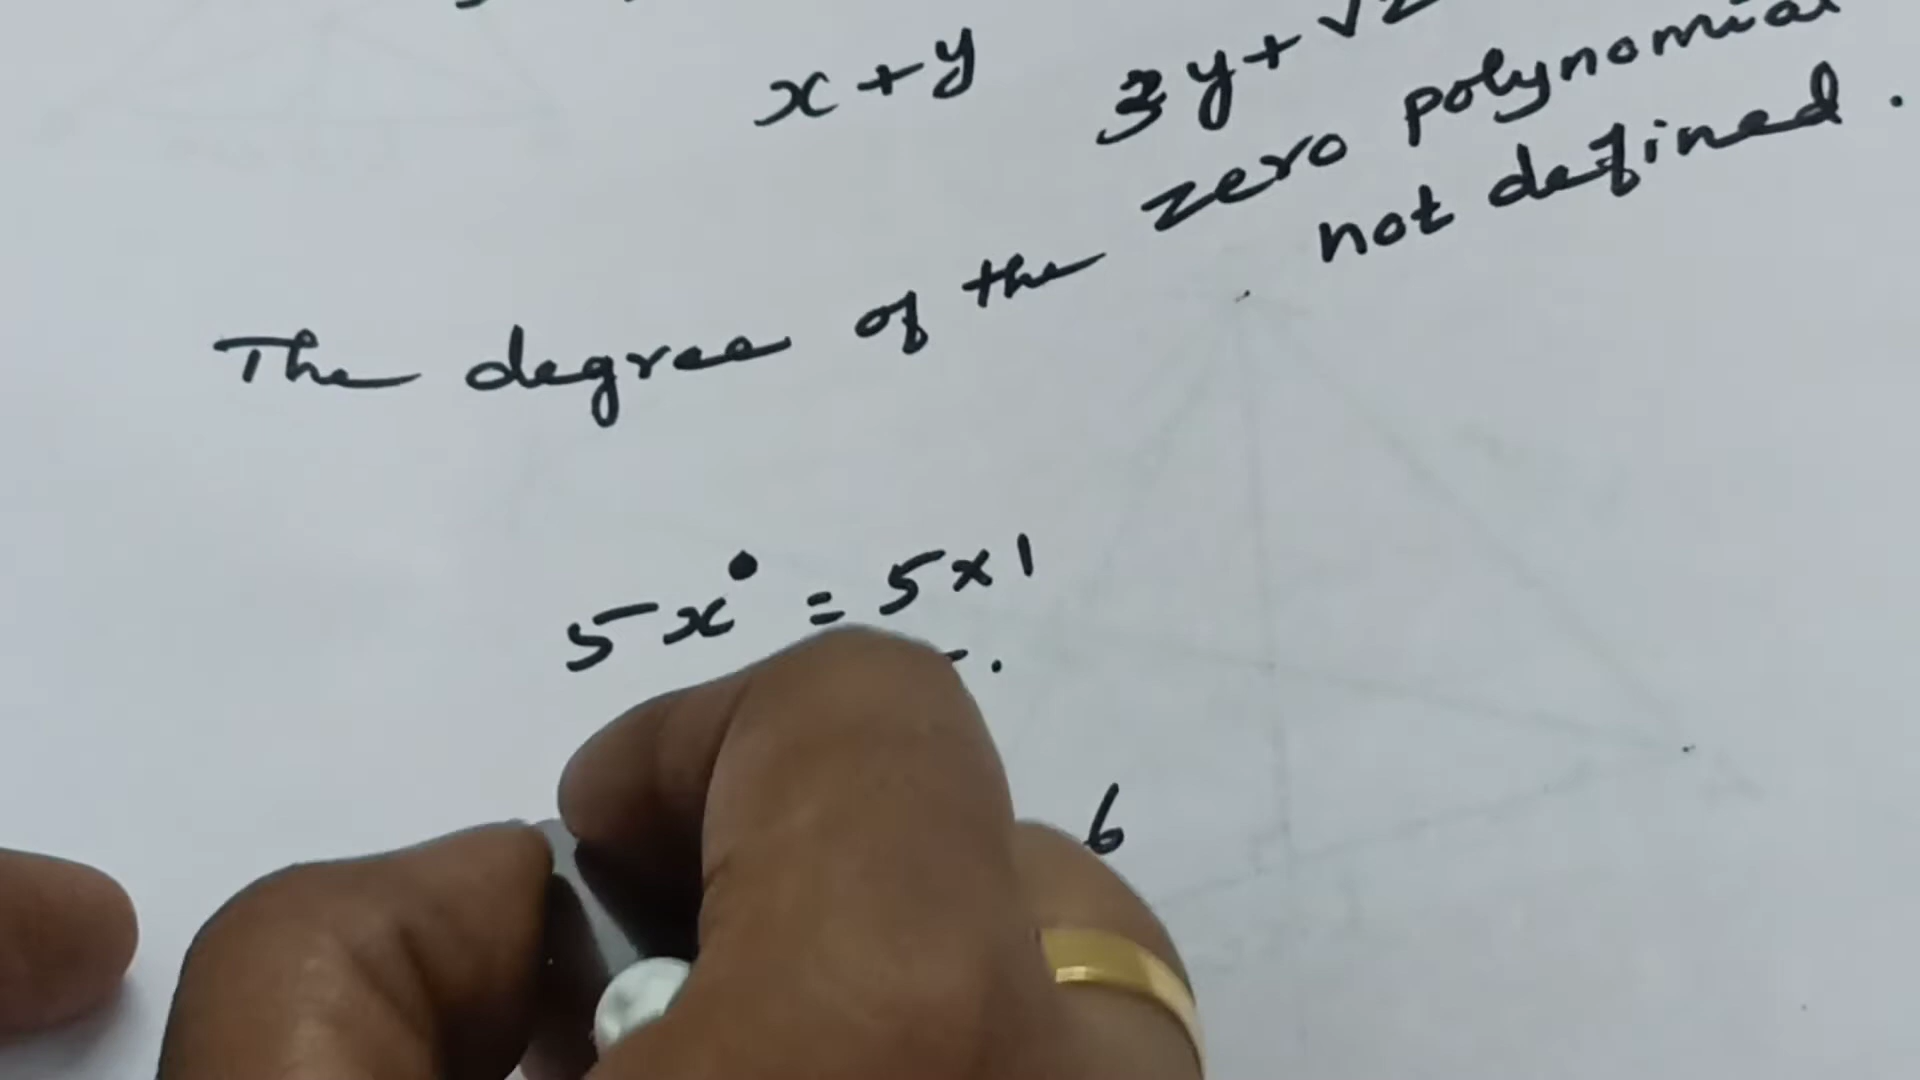 x + y 3y + √2
The degree of the zero polynomial
not defined.
5x⁰ = 5 × 1
6